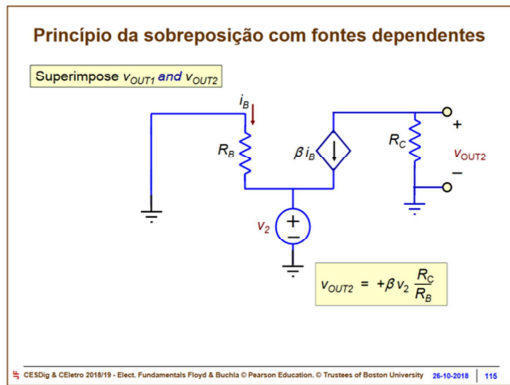 Princípio da sobreposição com fontes dependentes
Superimpose vOUT1 and vOUT2
iB
RB
βiB
RC
+
vOUT2
−
v2
+
−
vOUT2 = +βv2 RC/RB
JF CESDig & CEletro 2018/19 - Elect. Fundamentals Floyd & Buchla © Pearson Education. © Trustees of Boston University 26-10-2018 115